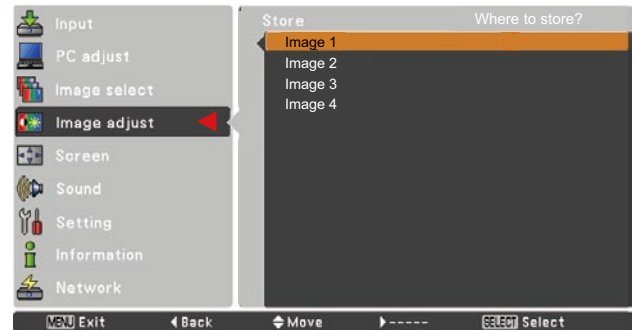 Input
PC adjust
Image select
Image adjust
Screen
Sound
Setting
Information
Network
Store Where to store?
Image 1
Image 2
Image 3
Image 4
MENU Exit Back Move ----- SELECT Select